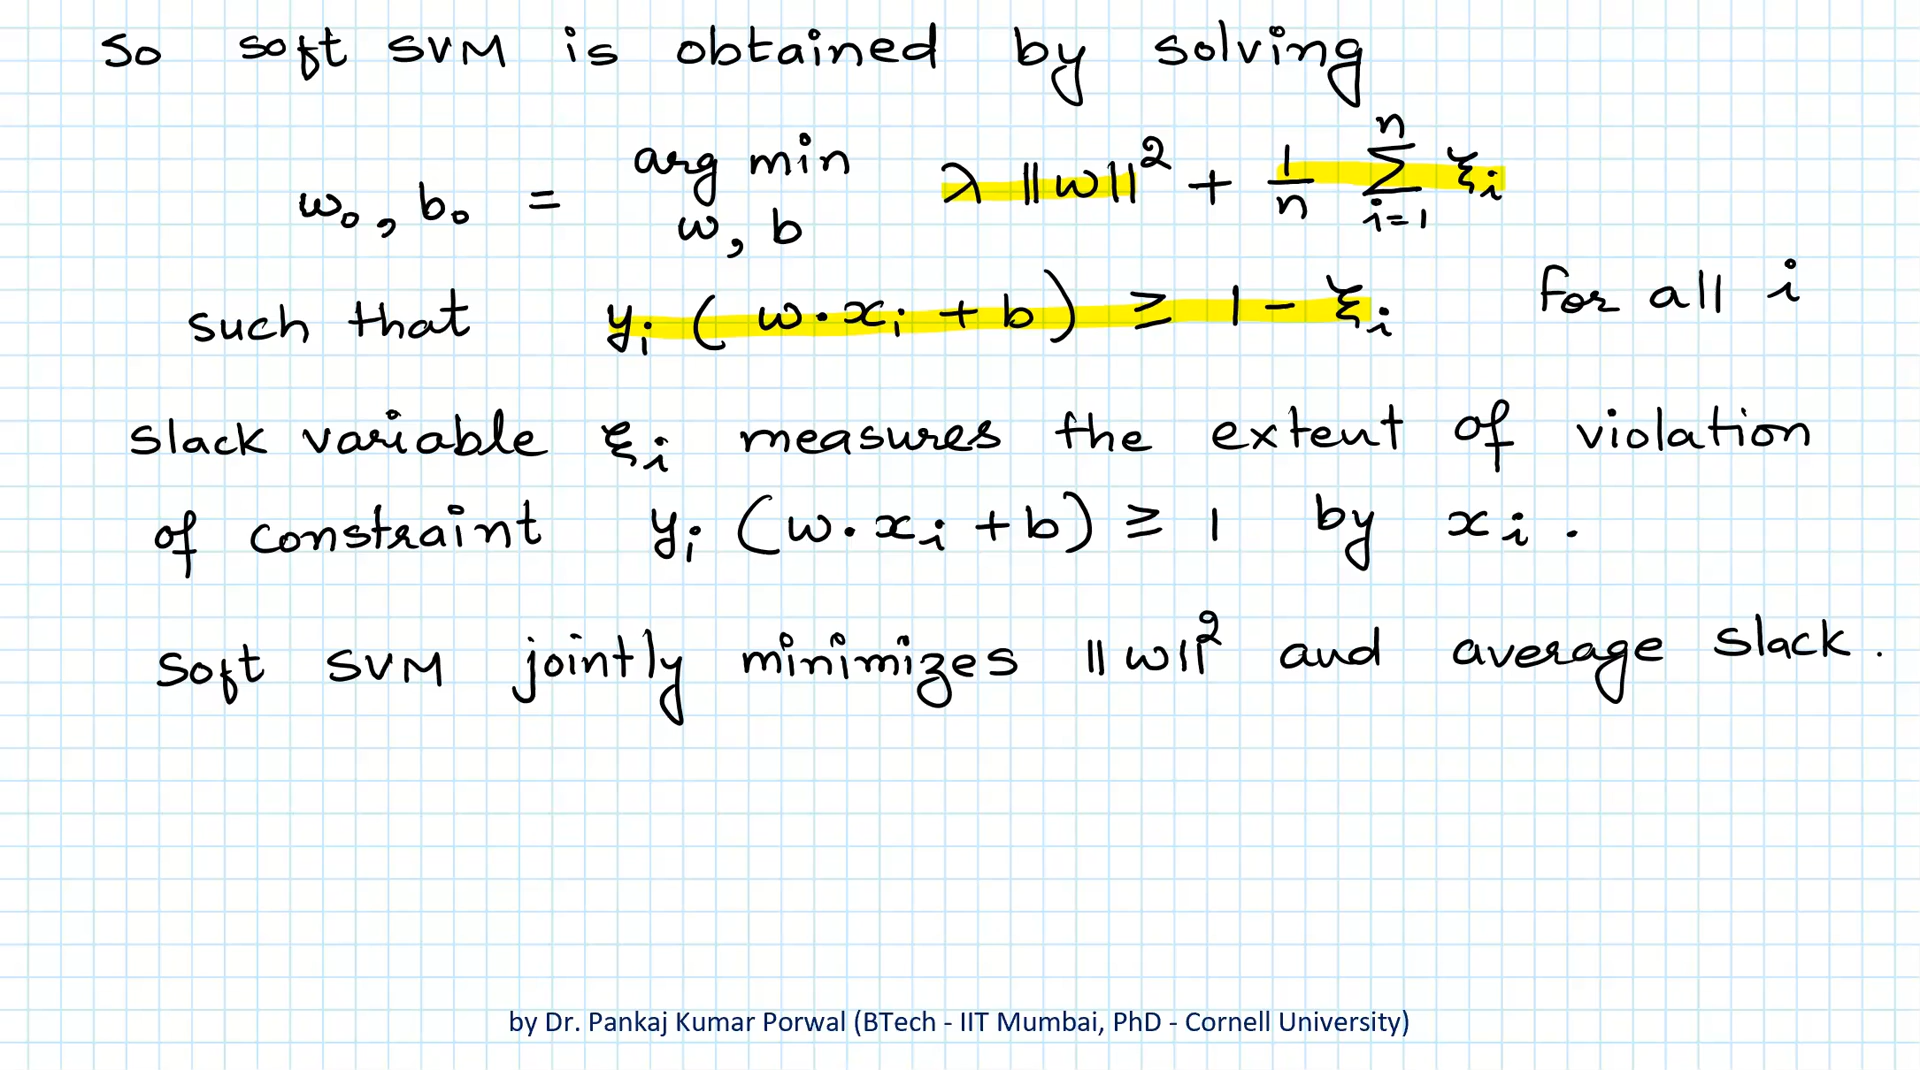 So soft SVM is obtained by solving
w₀, b₀ = arg min w, b λ ||w||² + 1/n ∑ᵢ₌₁ⁿ ξᵢ
such that yᵢ (w·xᵢ + b) ≥ 1 - ξᵢ for all i
slack variable ξᵢ measures the extent of violation
of constraint yᵢ (w·xᵢ + b) ≥ 1 by xᵢ.
Soft SVM jointly minimizes ||w||² and average slack.
by Dr. Pankaj Kumar Porwal (BTech - IIT Mumbai, PhD - Cornell University)